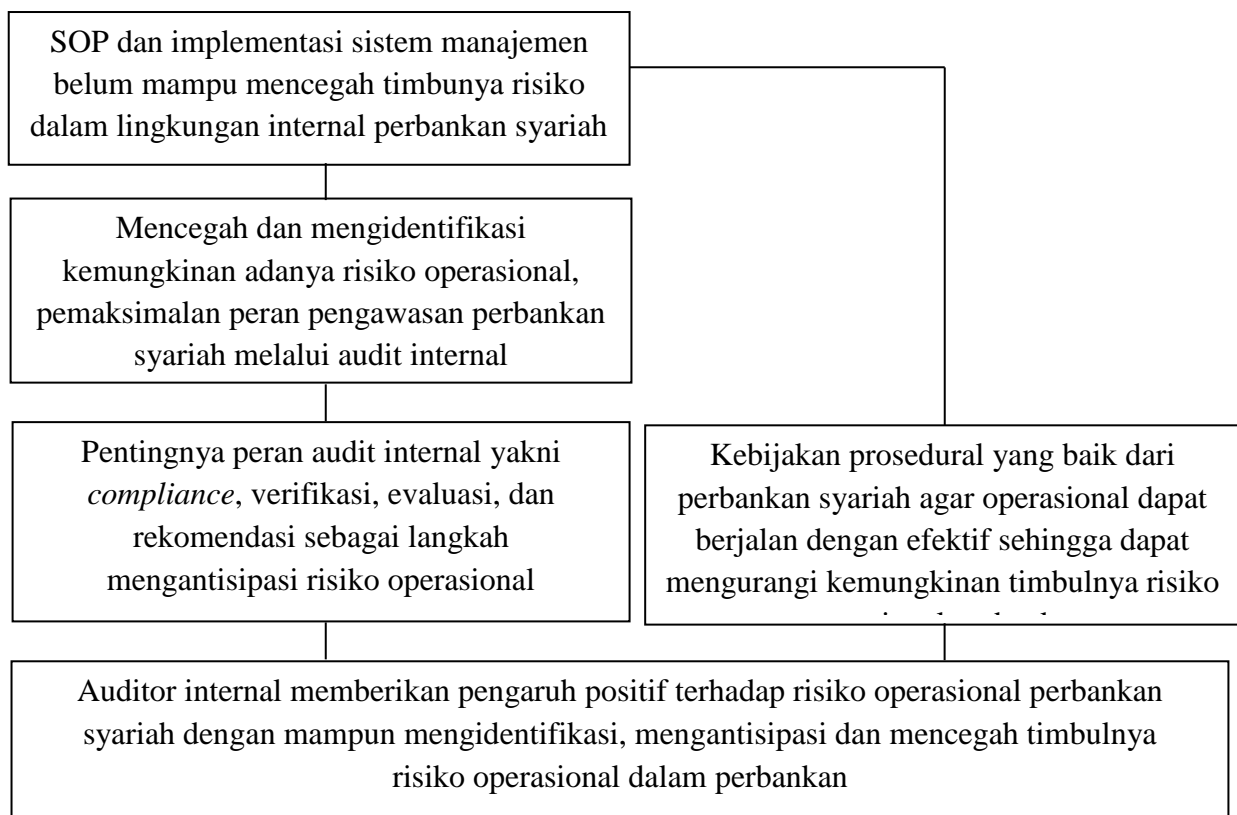 SOP dan implementasi sistem manajemen
belum mampu mencegah timbunya risiko
dalam lingkungan internal perbankan syariah
Mencegah dan mengidentifikasi
kemungkinan adanya risiko operasional,
pemaksimalan peran pengawasan perbankan
syariah melalui audit internal
Pentingnya peran audit internal yakni
compliance, verifikasi, evaluasi, dan
rekomendasi sebagai langkah
mengantisipasi risiko operasional
Kebijakan prosedural yang baik dari
perbankan syariah agar operasional dapat
berjalan dengan efektif sehingga dapat
mengurangi kemungkinan timbulnya risiko
Auditor internal memberikan pengaruh positif terhadap risiko operasional perbankan
syariah dengan mampun mengidentifikasi, mengantisipasi dan mencegah timbulnya
risiko operasional dalam perbankan